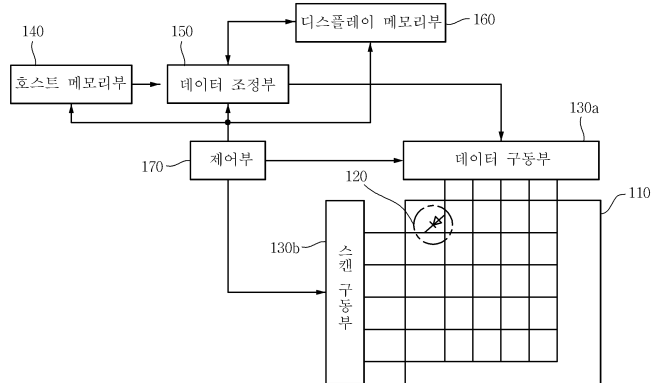 디스플레이 메모리부
160
140
150
호스트 메모리부
데이터 조정부
130a
170
제어부
데이터 구동부
120
110
130b
스캔 구동부